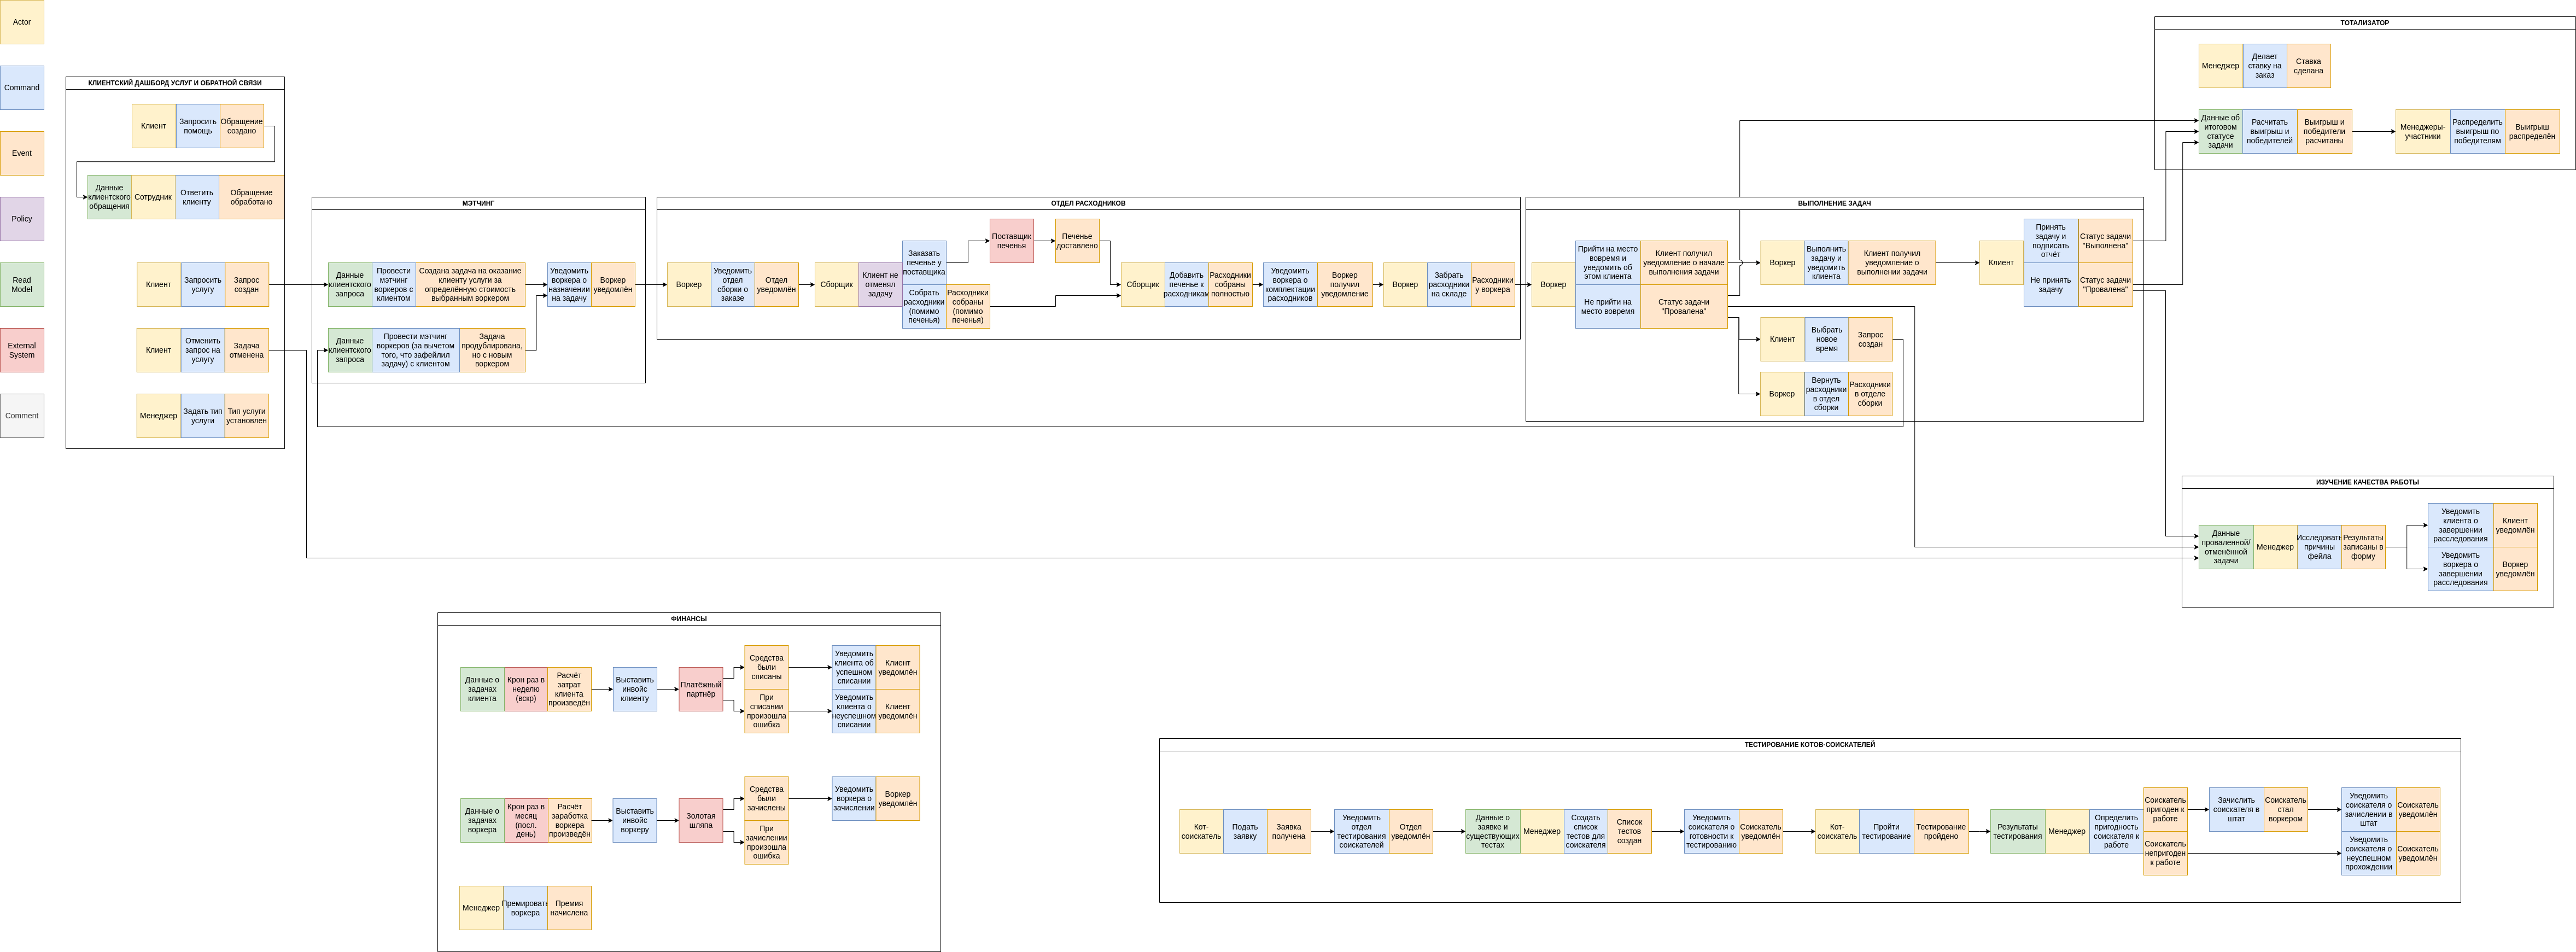 Actor
Command
Event
Policy
Read
Model
External
System
Comment
КЛИЕНТСКИЙ ДАШБОРД УСЛУГ И ОБРАТНОЙ СВЯЗИ
Клиент
Запросить
помощь
Обращение
создано
Данные
клиентского
обращения
Сотрудник
Ответить
клиенту
Обращение
обработано
Клиент
Запросить
услугу
Запрос
создан
Клиент
Отменить
запрос на
услугу
Задача
отменена
Менеджер
Задать тип
услуги
Тип услуги
установлен
МЭТЧИНГ
Данные
клиентского
запроса
Провести
мэтчинг
воркеров с
клиентом
Создана задача на оказание
клиенту услуги за
определённую стоимость
выбранным воркером
Уведомить
воркера о
назначении
на задачу
Воркер
уведомлён
Данные
клиентского
запроса
Провести мэтчинг
воркеров (за вычетом
того, что зафейлил
задачу) с клиентом
Задача
продублирована,
но с новым
воркером
ОТДЕЛ РАСХОДНИКОВ
Воркер
Уведомить
отдел
сборки о
заказе
Отдел
уведомлён
Сборщик
Клиент не
отменял
задачу
Заказать
печенье у
поставщика
Собрать
расходники
(помимо
печенья)
Расходники
собраны
(помимо
печенья)
Поставщик
печенья
Печенье
доставлено
Сборщик
Добавить
печенье к
расходникам
Расходники
собраны
полностью
Уведомить
воркера о
комплектации
расходников
Воркер
получил
уведомление
Воркер
Забрать
расходники
на складе
Расходники
у воркера
ВЫПОЛНЕНИЕ ЗАДАЧ
Воркер
Прийти на место
вовремя и
уведомить об
этом клиента
Клиент получил
уведомление о начале
выполнения задачи
Не прийти на
место вовремя
Статус задачи
"Провалена"
Воркер
Выполнить
задачу и
уведомить
клиента
Клиент получил
уведомление о
выполнении задачи
Клиент
Принять
задачу и
подписать
отчёт
Статус задачи
"Выполнена"
Не принять
задачу
Статус задачи
"Провалена"
Клиент
Выбрать
новое
время
Запрос
создан
Воркер
Вернуть
расходники
в отдел
сборки
Расходники
в отделе
сборки
ТОТАЛИЗАТОР
Менеджер
Делает
ставку на
заказ
Ставка
сделана
Данные об
итоговом
статусе
задачи
Расчитать
выигрыш и
победителей
Выигрыш и
победители
расчитаны
Менеджеры-
участники
Распределить
выигрыш по
победителям
Выигрыш
распределён
ИЗУЧЕНИЕ КАЧЕСТВА РАБОТЫ
Данные
проваленной/
отменённой
задачи
Менеджер
Исследовать
причины
фейла
Результаты
записаны в
форму
Уведомить
клиента о
завершении
расследования
Клиент
уведомлён
Уведомить
воркера о
завершении
расследования
Воркер
уведомлён
ФИНАНСЫ
Данные о
задачах
клиента
Крон раз в
неделю
(вскр)
Расчёт
затрат
клиента
произведён
Выставить
инвойс
клиенту
Платёжный
партнёр
Средства
были
списаны
При
списании
произошла
ошибка
Уведомить
клиента об
успешном
списании
Клиент
уведомлён
Уведомить
клиента о
неуспешном
списании
Клиент
уведомлён
Данные о
задачах
воркера
Крон раз в
месяц
(посл.
день)
Расчёт
заработка
воркера
произведён
Выставить
инвойс
воркеру
Золотая
шляпа
Средства
были
зачислены
При
зачислении
произошла
ошибка
Уведомить
воркера о
зачислении
Воркер
уведомлён
Менеджер
Премировать
воркера
Премия
начислена
ТЕСТИРОВАНИЕ КОТОВ-СОИСКАТЕЛЕЙ
Кот-
соискатель
Подать
заявку
Заявка
получена
Уведомить
отдел
тестирования
соискателей
Отдел
уведомлён
Данные о
заявке и
существующих
тестах
Менеджер
Создать
список
тестов для
соискателя
Список
тестов
создан
Уведомить
соискателя о
готовности к
тестированию
Соискатель
уведомлён
Кот-
соискатель
Пройти
тестирование
Тестирование
пройдено
Результаты
тестирования
Менеджер
Определить
пригодность
соискателя к
работе
Соискатель
пригоден к
работе
Соискатель
непригоден
к работе
Зачислить
соискателя в
штат
Соискатель
стал
воркером
Уведомить
соискателя о
зачислении в
штат
Соискатель
уведомлён
Уведомить
соискателя о
неуспешном
прохождении
Соискатель
уведомлён